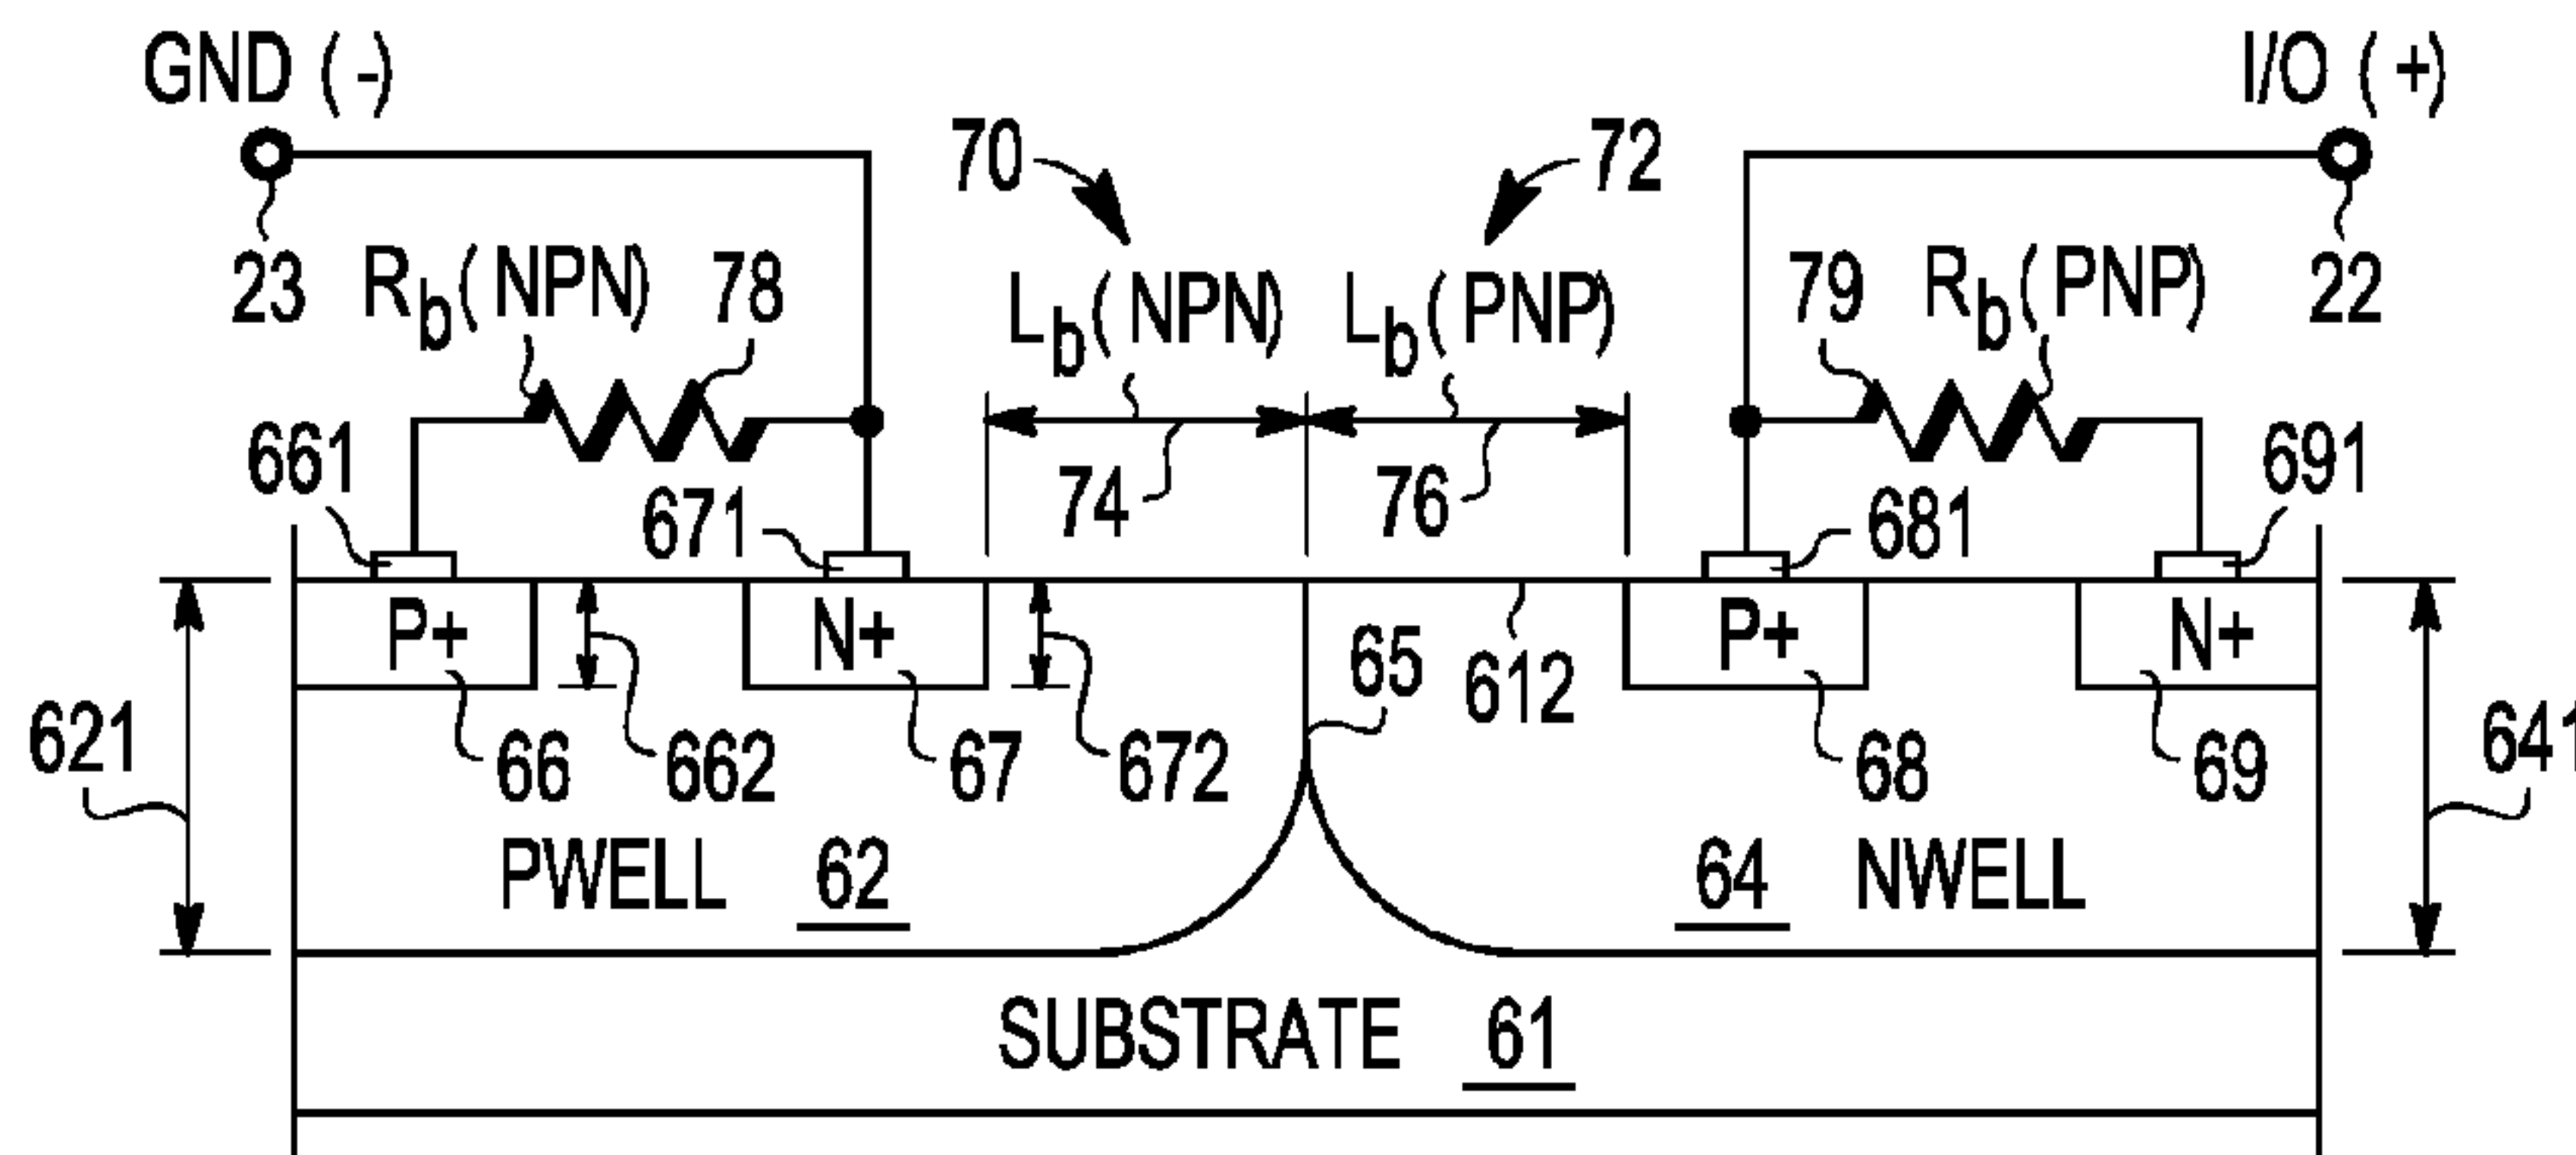 GND (-)
I/O (+)
70
72
23
Rb(NPN)
78
Lb(NPN)
Lb(PNP)
79
Rb(PNP)
22
661
671
74
76
681
691
P+
N+
65
612
P+
N+
621
66
662
67
672
68
69
641
PWELL 62
64 NWELL
SUBSTRATE 61